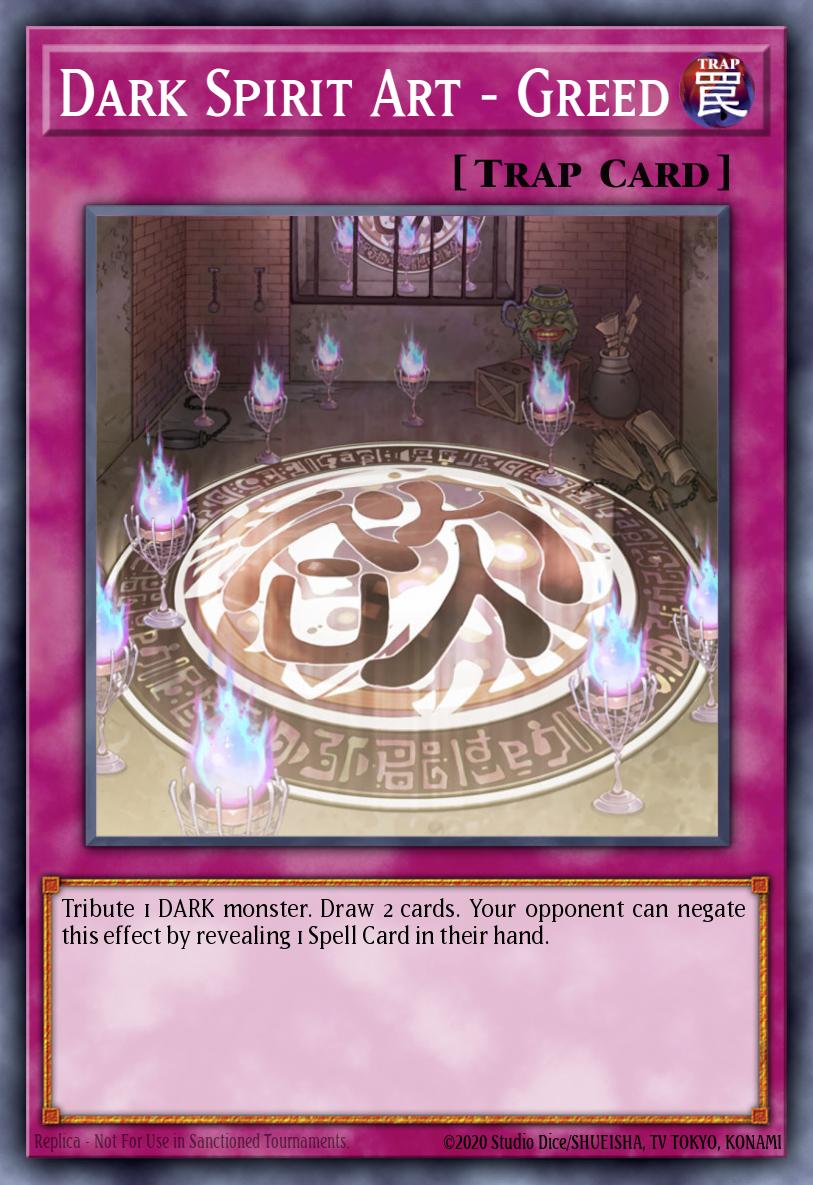 DARK SPIRIT ART - GREED
TRAP
罠
[TRAP CARD]
欲
Tribute 1 DARK monster. Draw 2 cards. Your opponent can negate
this effect by revealing 1 Spell Card in their hand.
Replica - Not For Use in Sanctioned Tournaments.
©2020 Studio Dice/SHUEISHA, TV TOKYO, KONAMI